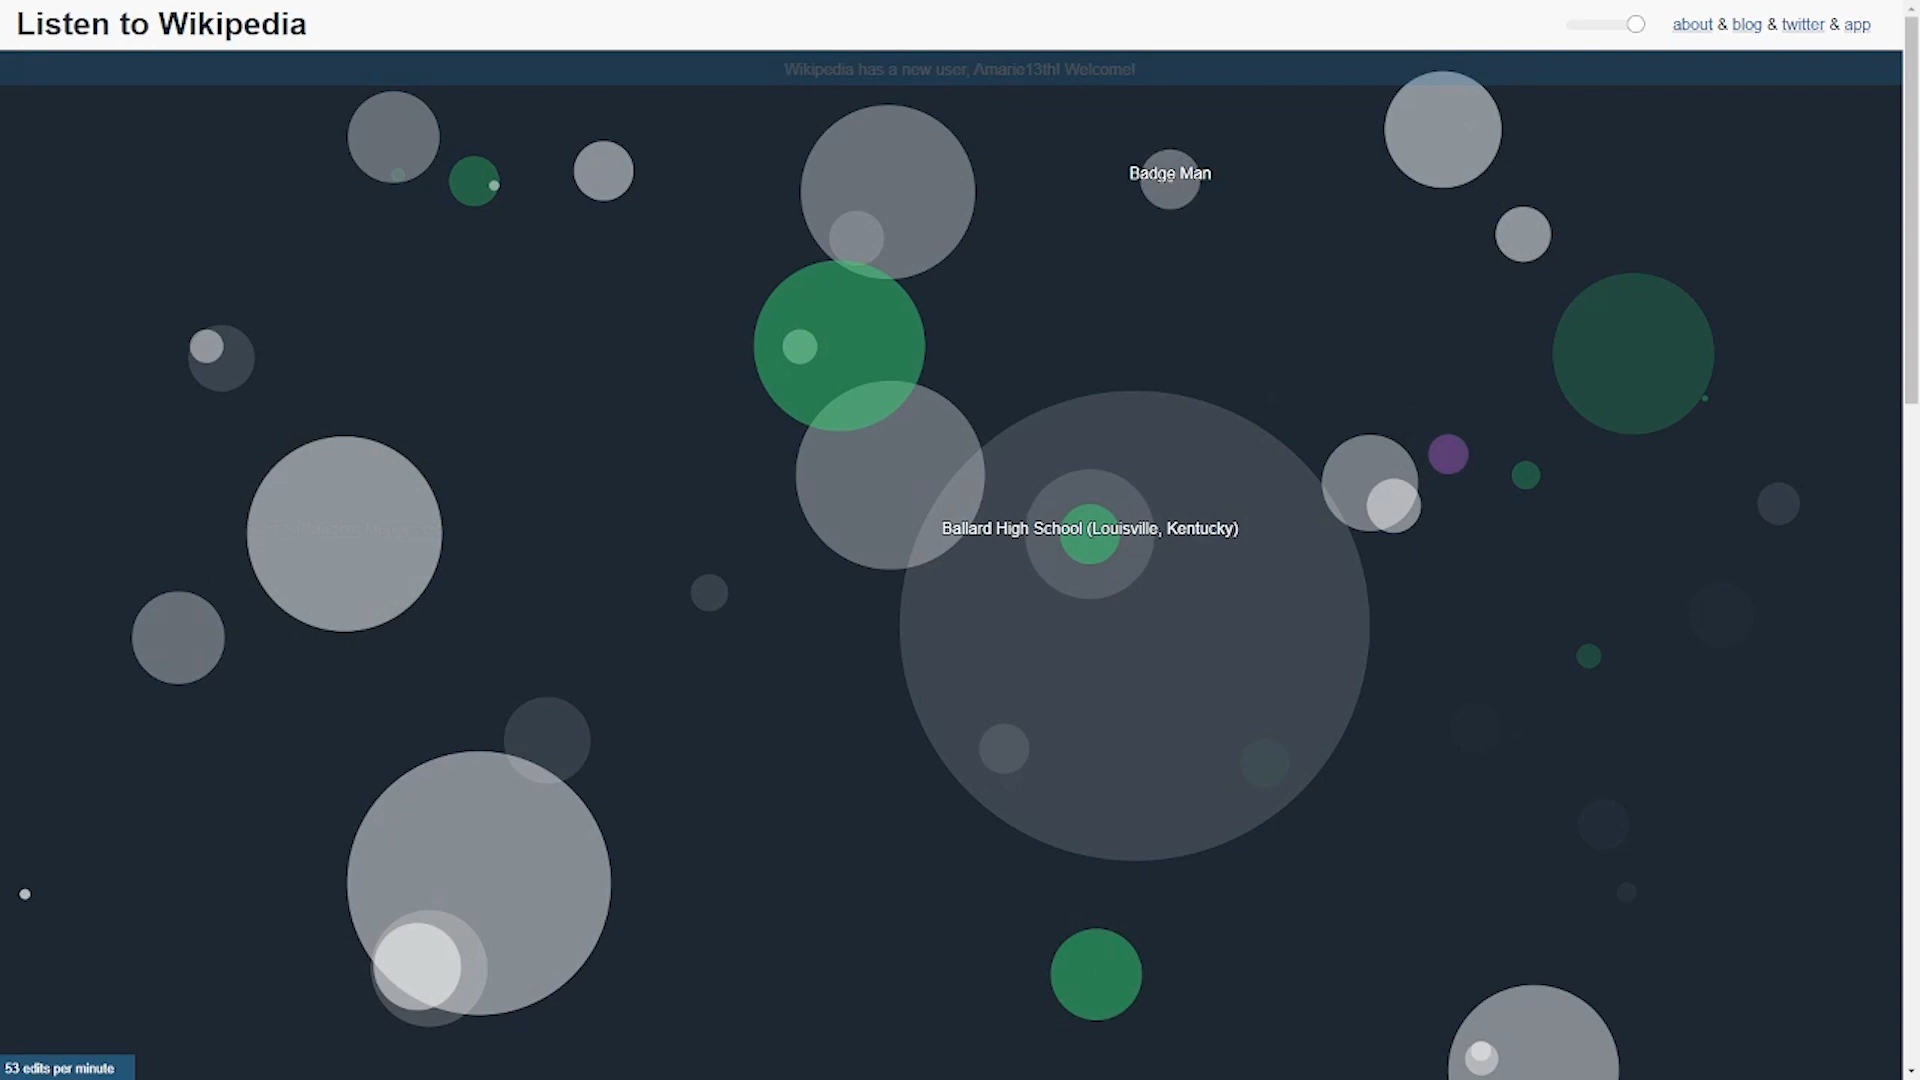 Listen to Wikipedia
about & blog & twitter & app
Wikipedia has a new user, Amarie13th! Welcome!
Badge Man
Ballard High School (Louisville, Kentucky)
53 edits per minute